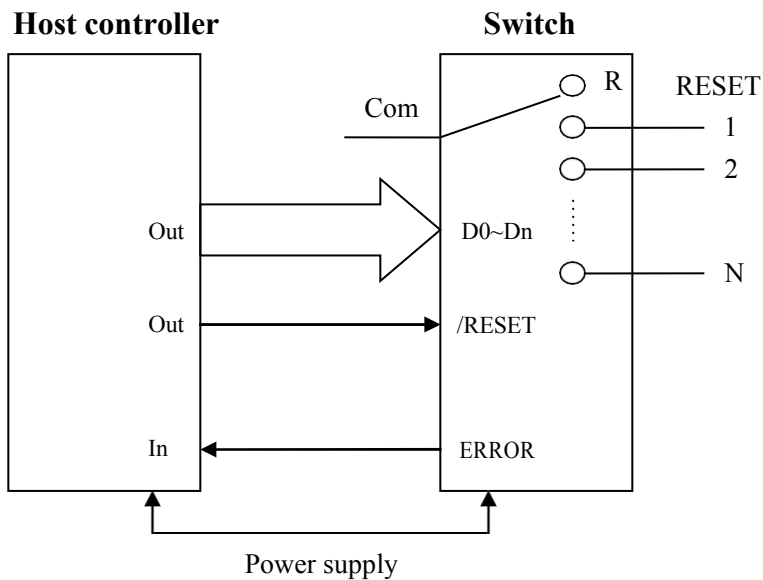 Host controller
Switch
R
RESET
Com
1
2
Out
D0~Dn
N
Out
/RESET
In
ERROR
Power supply